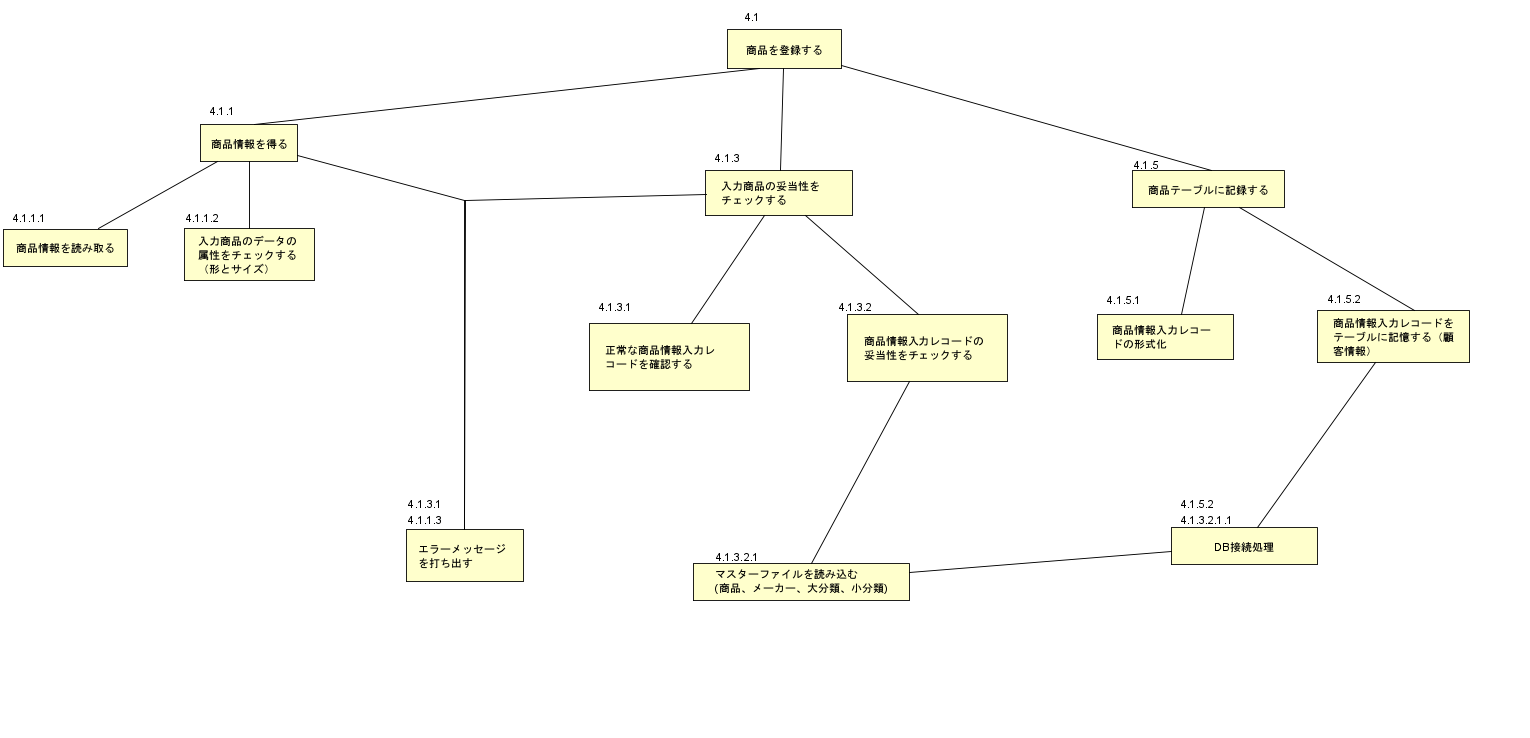 4.1
商品を登録する
4.1.1
商品情報を得る
4.1.3
入力商品の妥当性を
チェックする
4.1.5
商品テーブルに記録する
4.1.1.1
商品情報を読み取る
4.1.1.2
入力商品のデータの
属性をチェックする
（形とサイズ）
4.1.3.1
正常な商品情報入力レ
コードを確認する
4.1.3.2
商品情報入力レコードの
妥当性をチェックする
4.1.5.1
商品情報入力レコー
ドの形式化
4.1.5.2
商品情報入力レコードを
テーブルに記憶する（顧
客情報）
4.1.3.1
4.1.1.3
エラーメッセージ
を打ち出す
4.1.3.2.1
マスターファイルを読み込む
(商品、メーカー、大分類、小分類)
4.1.5.2
4.1.3.2.1.1
DB接続処理